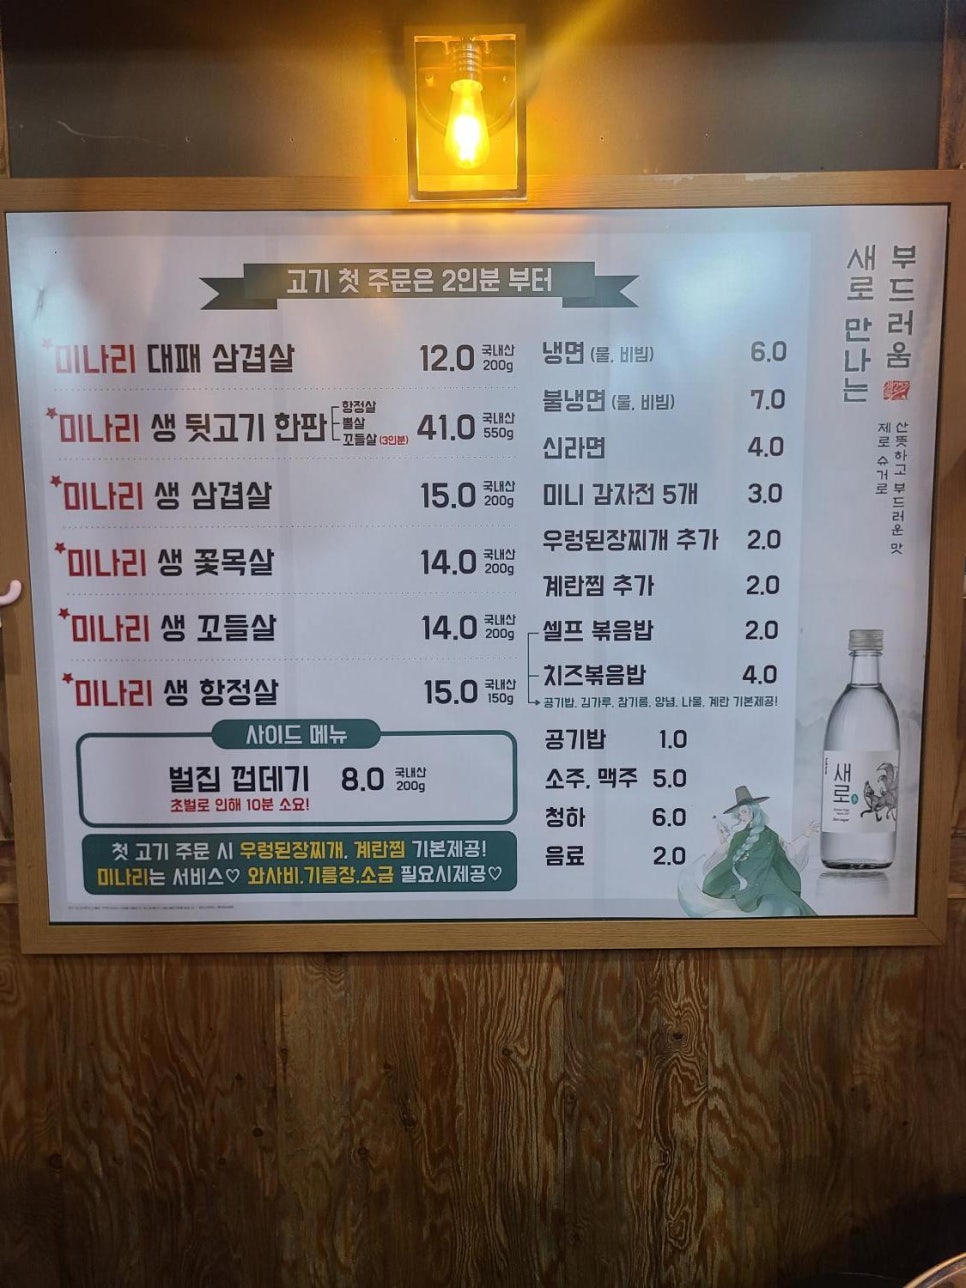 고기 첫 주문은 2인분 부터
미나리 대패 삼겹살 12.0 국내산 200g
미나리 생 뒷고기 한판 항정살 뽈살 꼬들살 (3인분) 41.0 국내산 550g
미나리 생 삼겹살 15.0 국내산 200g
미나리 생 꽃목살 14.0 국내산 200g
미나리 생 꼬들살 14.0 국내산 200g
미나리 생 항정살 15.0 국내산 150g
사이드 메뉴
벌집 껍데기 8.0 국내산 200g
초벌로 인해 10분 소요!
첫 고기 주문 시 우렁된장찌개, 계란찜 기본제공!
미나리는 서비스♡ 와사비.기름장.소금 필요시제공♡
냉면 (물, 비빔) 6.0
불냉면 (물, 비빔) 7.0
신라면 4.0
미니 감자전 5개 3.0
우렁된장찌개 추가 2.0
계란찜 추가 2.0
셀프 볶음밥 2.0
치즈볶음밥 4.0
공기밥, 김가루, 참기름, 양념, 나물, 계란 기본제공!
공기밥 1.0
소주, 맥주 5.0
청하 6.0
음료 2.0
부드러움
새로 만나는
산뜻하고 부드러운 맛
제로 슈거로
새로